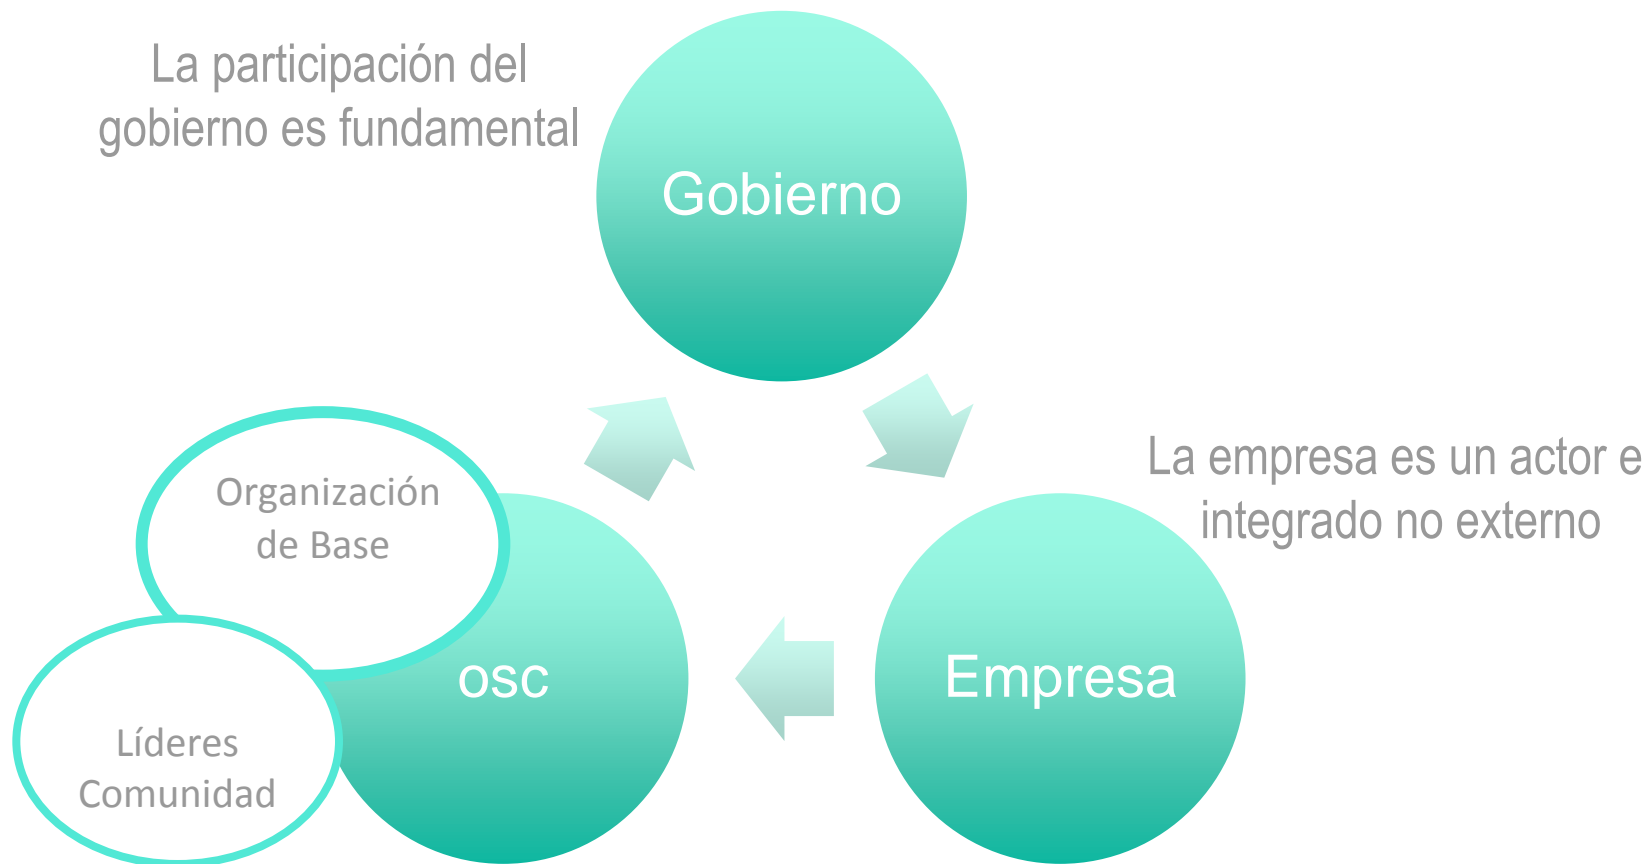 La participación del
gobierno es fundamental
Gobierno
La empresa es un actor e
integrado no externo
Organización
de Base
osc
Empresa
Líderes
Comunidad